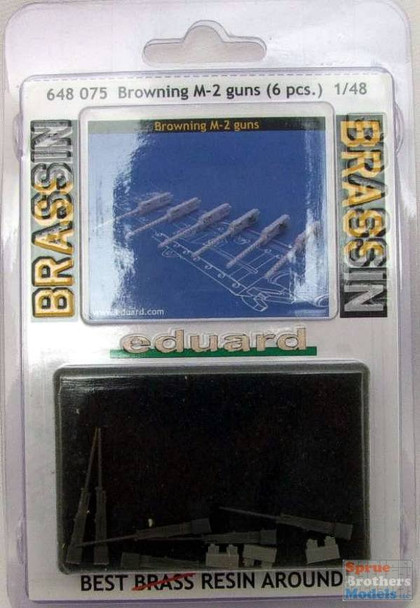 648 075 Browning M-2 guns (6 pcs.) 1/48
BRASSIN
Browning M-2 guns
www.eduard.com
BRASSIN
eduard
BEST BRASS RESIN AROUND
Sprue
Brothers
Models